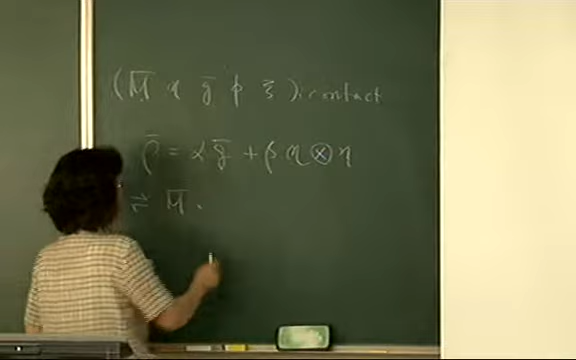 (M̅ η g̅ φ ξ) : contact
ρ̅ = α g̅ + β η ⊗ η
⇌ M̅.